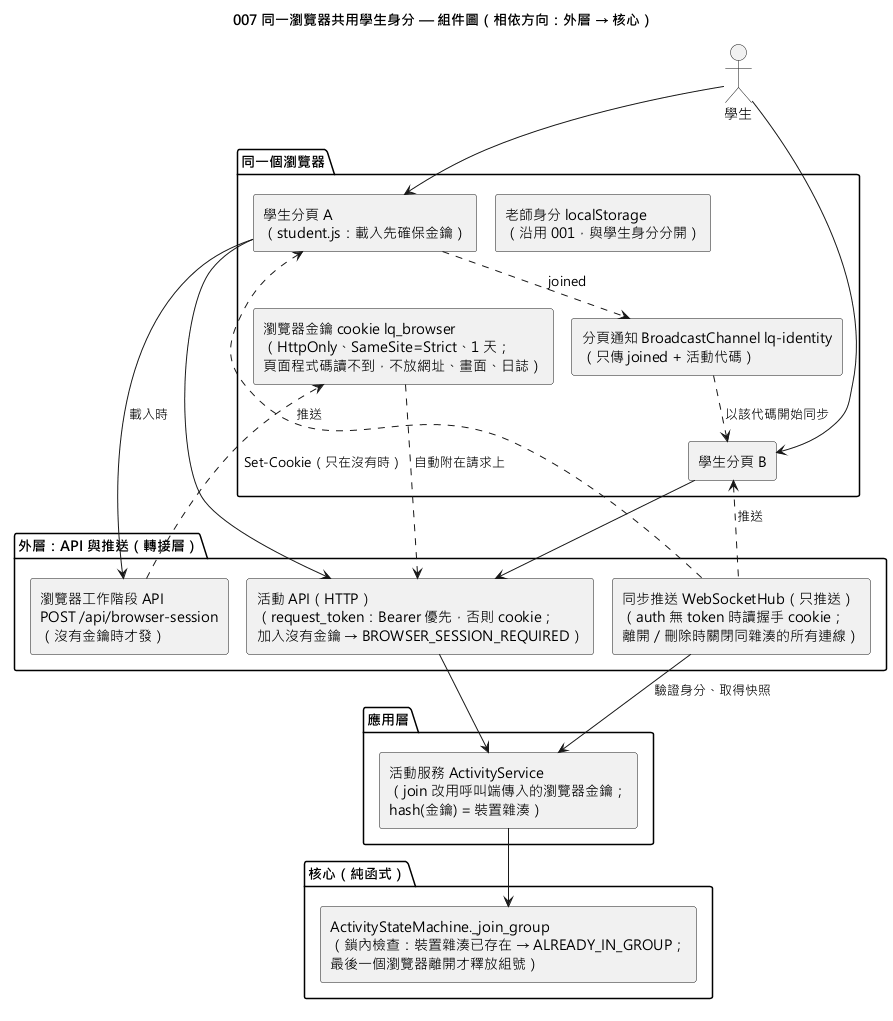 007 同一瀏覽器共用學生身分 — 組件圖（相依方向：外層 → 核心）
學生
同一個瀏覽器
學生分頁 A
（student.js：載入先確保金鑰）
老師身分 localStorage
（沿用 001，與學生身分分開）
joined
瀏覽器金鑰 cookie lq_browser
（HttpOnly、SameSite=Strict、1 天；
頁面程式碼讀不到，不放網址、畫面、日誌）
分頁通知 BroadcastChannel lq-identity
（只傳 joined + 活動代碼）
載入時
推送
以該代碼開始同步
Set-Cookie（只在沒有時）
自動附在請求上
學生分頁 B
推送
外層：API 與推送（轉接層）
瀏覽器工作階段 API
POST /api/browser-session
（沒有金鑰時才發）
活動 API（HTTP）
（request_token：Bearer 優先，否則 cookie；
加入沒有金鑰 → BROWSER_SESSION_REQUIRED）
同步推送 WebSocketHub（只推送）
（auth 無 token 時讀握手 cookie；
離開 / 刪除時關閉同雜湊的所有連線）
驗證身分、取得快照
應用層
活動服務 ActivityService
（join 改用呼叫端傳入的瀏覽器金鑰；
hash(金鑰) = 裝置雜湊）
核心（純函式）
ActivityStateMachine._join_group
（鎖內檢查：裝置雜湊已存在 → ALREADY_IN_GROUP；
最後一個瀏覽器離開才釋放組號）